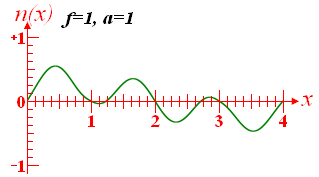 n(x) f=1, a=1
+1
0 1 2 3 4 x
-1